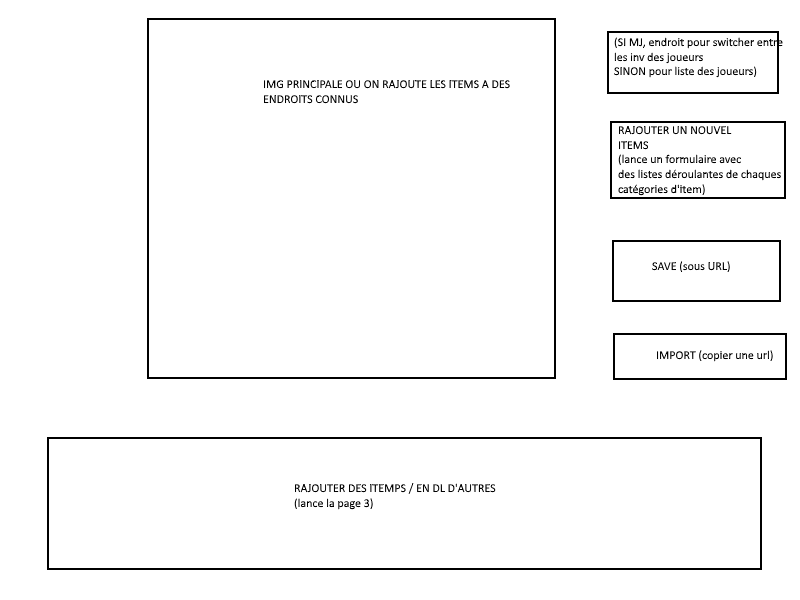 IMG PRINCIPALE OU ON RAJOUTE LES ITEMS A DES
ENDROITS CONNUS
(SI MJ, endroit pour switcher entre
les inv des joueurs
SINON pour liste des joueurs)
RAJOUTER UN NOUVEL
ITEMS
(lance un formulaire avec
des listes déroulantes de chaques
catégories d'item)
SAVE (sous URL)
IMPORT (copier une url)
RAJOUTER DES ITEMPS / EN DL D'AUTRES
(lance la page 3)